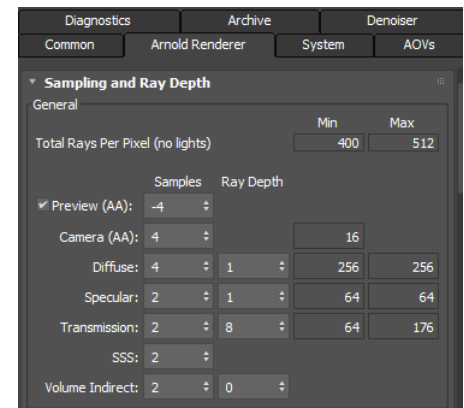 Diagnostics Archive Denoiser
Common Arnold Renderer System AOVs
Sampling and Ray Depth
General
Min Max
Total Rays Per Pixel (no lights) 400 512
Samples Ray Depth
Preview (AA): -4
Camera (AA): 4 16
Diffuse: 4 1 256 256
Specular: 2 1 64 64
Transmission: 2 8 64 176
SSS: 2
Volume Indirect: 2 0